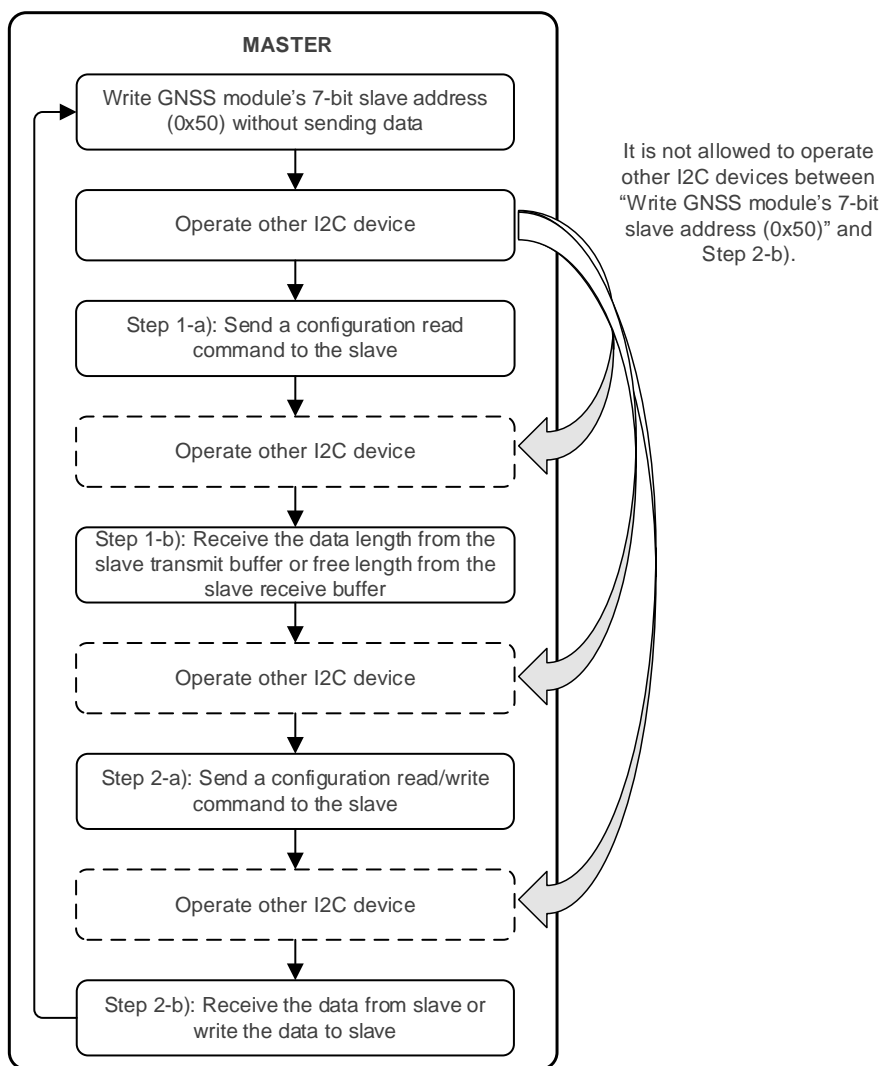 MASTER
Write GNSS module's 7-bit slave address
(0x50) without sending data
It is not allowed to operate
other I2C devices between
“Write GNSS module's 7-bit
slave address (0x50)” and
Step 2-b).
Operate other I2C device
Step 1-a): Send a configuration read
command to the slave
Operate other I2C device
Step 1-b): Receive the data length from the
slave transmit buffer or free length from the
slave receive buffer
Operate other I2C device
Step 2-a): Send a configuration read/write
command to the slave
Operate other I2C device
Step 2-b): Receive the data from slave or
write the data to slave